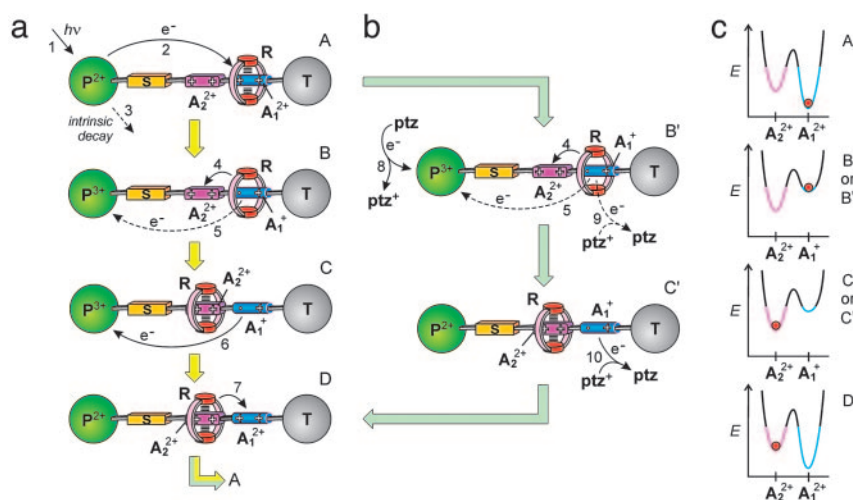 a
hν
1
e⁻
2
R
A
P²⁺
S
A₂²⁺
A₁²⁺
T
3
intrinsic
decay
B
4
R
P³⁺
S
A₂²⁺
e⁻
5
A₁⁺
T
C
A₂²⁺
R
A₁⁺
P³⁺
S
T
e⁻
6
D
R
7
P²⁺
S
A₂²⁺
A₁²⁺
T
A
b
B'
ptz
e⁻
8
ptz⁺
P³⁺
S
4
R
A₁⁺
A₂²⁺
T
e⁻
5
9
e⁻
ptz⁺
ptz
C'
R
A₁⁺
P²⁺
S
T
A₂²⁺
10
e⁻
ptz⁺
ptz
c
A
E
A₂²⁺ A₁²⁺
B
or
B'
E
A₂²⁺ A₁⁺
C
or
C'
E
A₂²⁺ A₁⁺
D
E
A₂²⁺ A₁²⁺